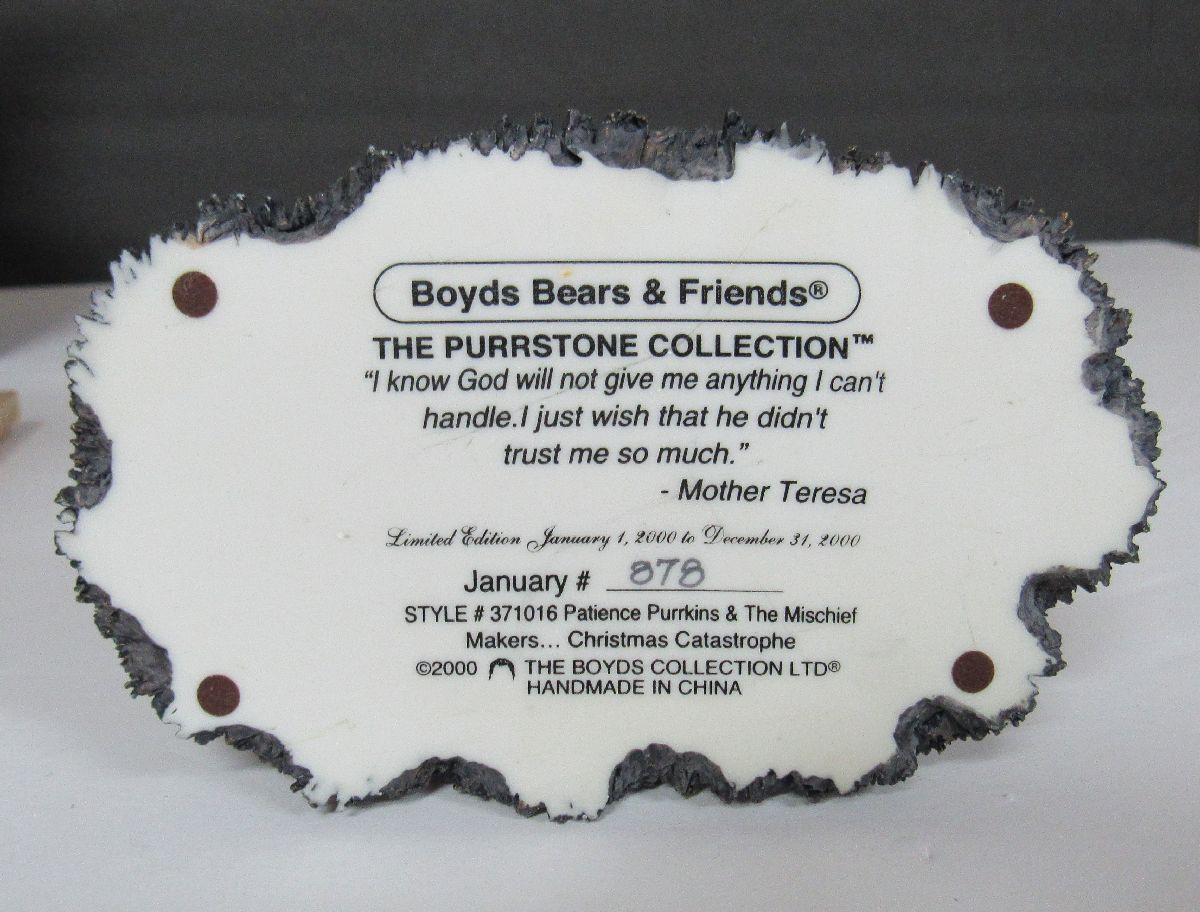 Boyds Bears & Friends®
THE PURRSTONE COLLECTION™
“I know God will not give me anything I can't
handle.I just wish that he didn't
trust me so much.”
- Mother Teresa
Limited Edition January 1, 2000 to December 31, 2000
January # 878
STYLE # 371016 Patience Purrkins & The Mischief
Makers... Christmas Catastrophe
©2000 THE BOYDS COLLECTION LTD®
HANDMADE IN CHINA